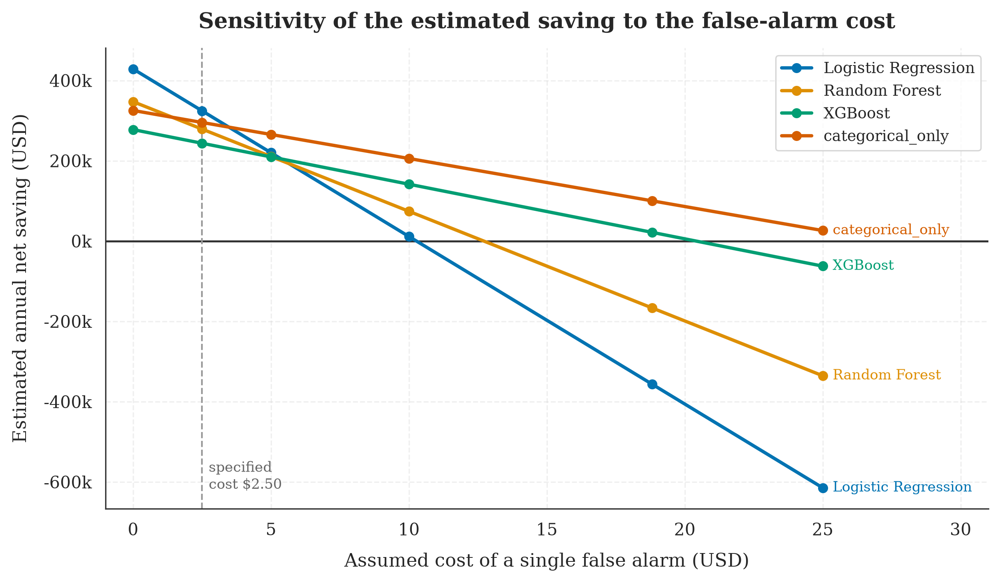 Sensitivity of the estimated saving to the false-alarm cost
Estimated annual net saving (USD)
400k
200k
0k
-200k
-400k
-600k
Logistic Regression
Random Forest
XGBoost
categorical_only
categorical_only
XGBoost
Random Forest
Logistic Regression
specified
cost $2.50
0
5
10
15
20
25
30
Assumed cost of a single false alarm (USD)